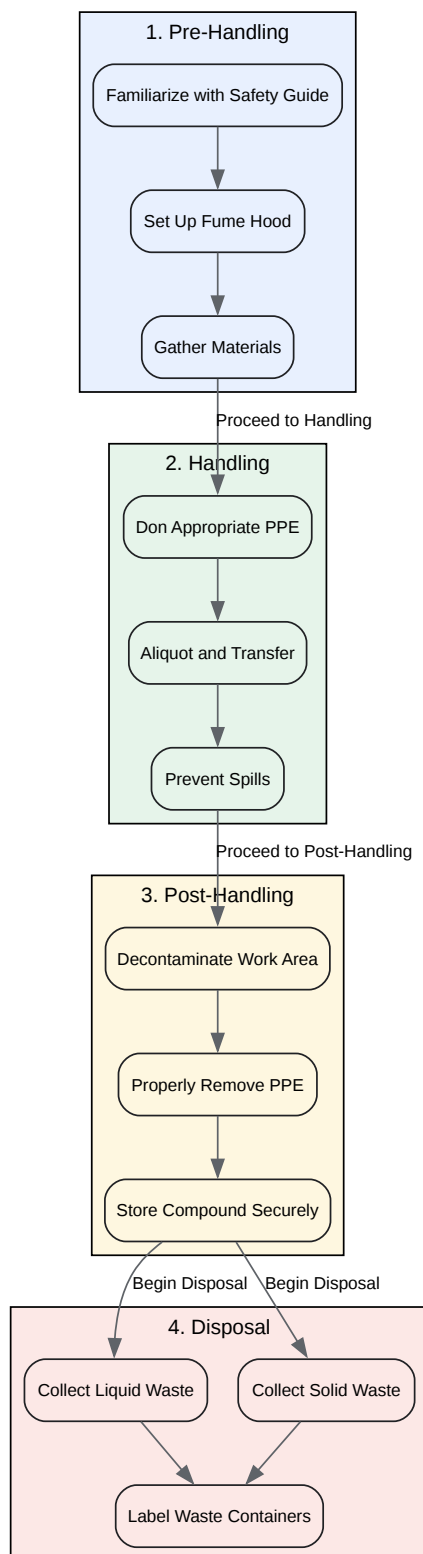 1. Pre-Handling
Familiarize with Safety Guide
Set Up Fume Hood
Gather Materials
Proceed to Handling
2. Handling
Don Appropriate PPE
Aliquot and Transfer
Prevent Spills
Proceed to Post-Handling
3. Post-Handling
Decontaminate Work Area
Properly Remove PPE
Store Compound Securely
Begin Disposal
Begin Disposal
4. Disposal
Collect Liquid Waste
Collect Solid Waste
Label Waste Containers